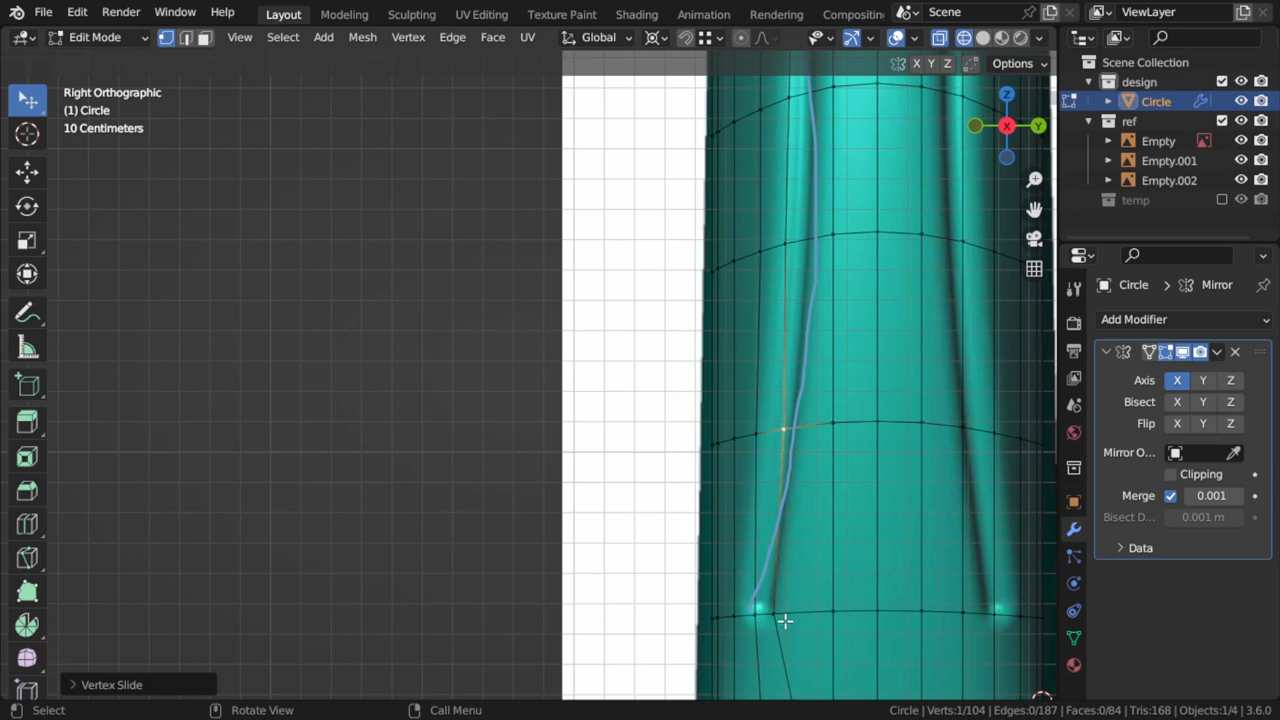 File Edit Render Window Help Layout Modeling Sculpting UV Editing Texture Paint Shading Animation Rendering Compositing Scene ViewLayer
Edit Mode View Select Add Mesh Vertex Edge Face UV Global
X Y Z Options
Right Orthographic
(1) Circle
10 Centimeters
Z
X
Y
Scene Collection
design
Circle
ref
Empty
Empty.001
Empty.002
temp
Circle Mirror
Add Modifier
Axis X Y Z
Bisect X Y Z
Flip X Y Z
Mirror O...
Clipping
Merge 0.001
Bisect D... 0.001 m
Data
Vertex Slide
Select Rotate View Call Menu Circle | Verts:1/104 | Edges:0/187 | Faces:0/84 | Tris:168 | Objects:1/4 | 3.6.0